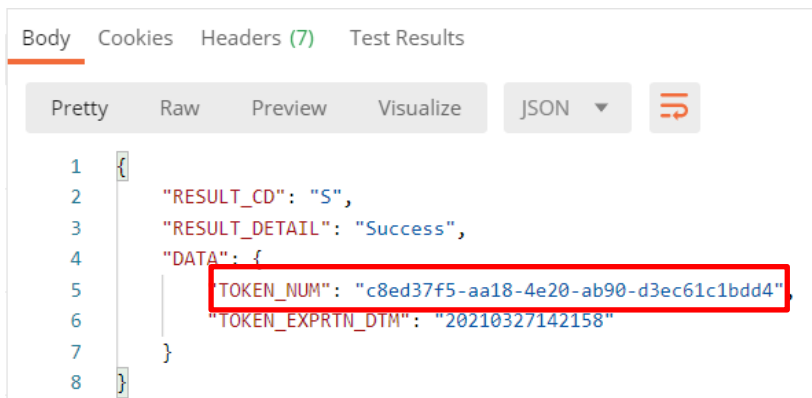 Body Cookies Headers (7) Test Results
Pretty Raw Preview Visualize JSON
1 {
2 "RESULT_CD": "S",
3 "RESULT_DETAIL": "Success",
4 "DATA": {
5 "TOKEN_NUM": "c8ed37f5-aa18-4e20-ab90-d3ec61c1bdd4",
6 "TOKEN_EXPRTN_DTM": "20210327142158"
7 }
8 }